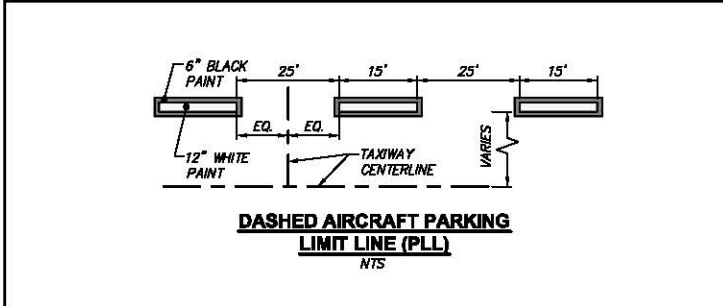 6" BLACK
PAINT
25'
15'
25'
15'
EQ.
EQ.
VARIES
12" WHITE
PAINT
TAXIWAY
CENTERLINE
DASHED AIRCRAFT PARKING
LIMIT LINE (PLL)
NTS